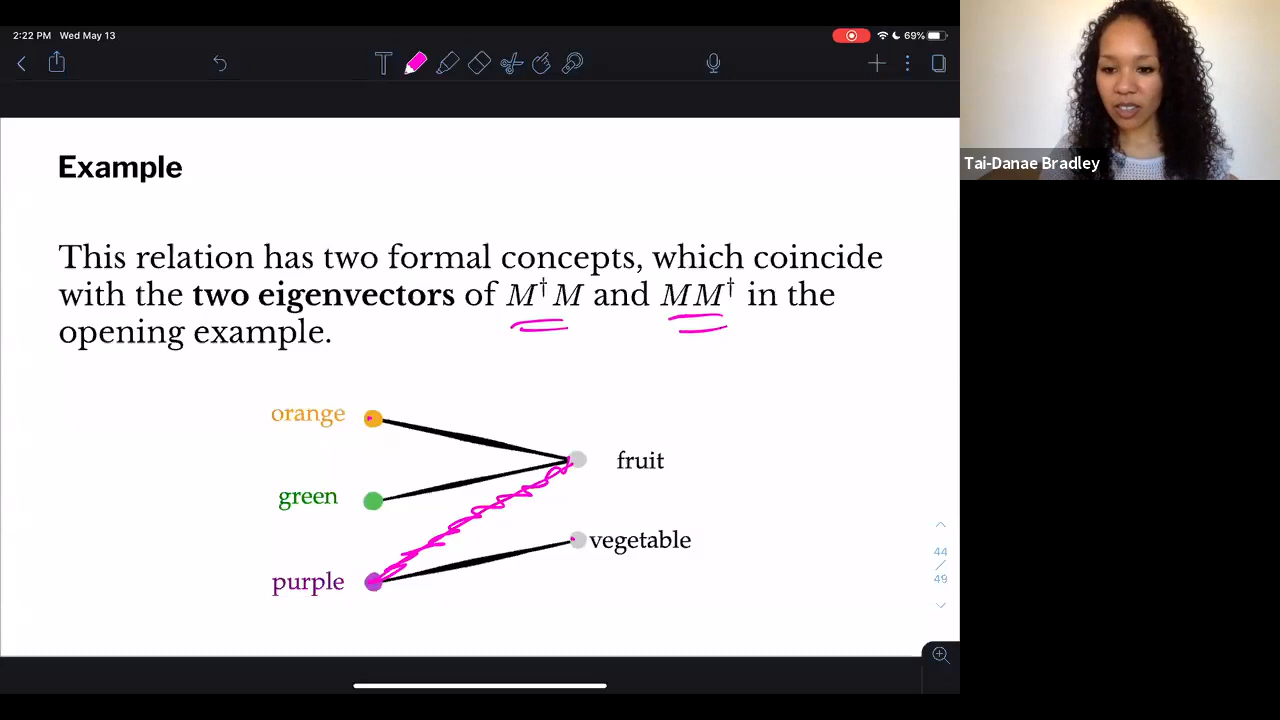 2:22 PM Wed May 13
69%
T
Tai-Danae Bradley
Example
This relation has two formal concepts, which coincide
with the two eigenvectors of M†M and MM† in the
opening example.
orange
fruit
green
vegetable
purple
44
/
49